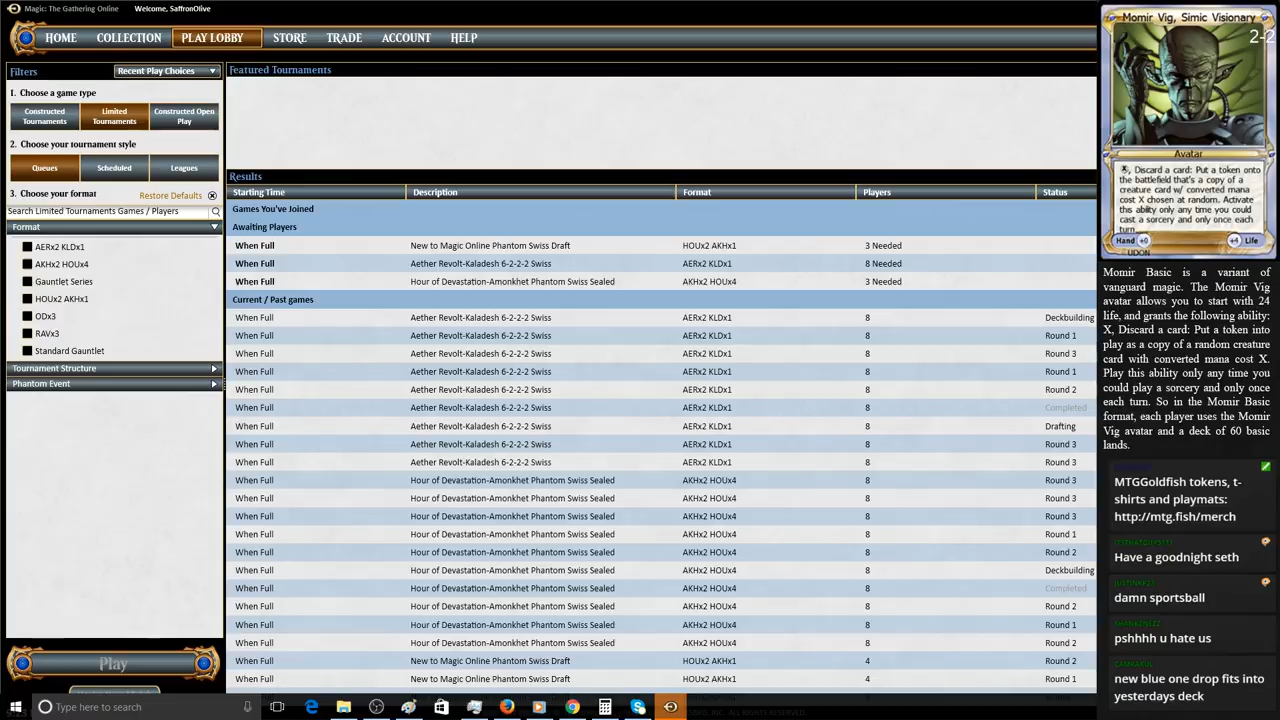 Magic: The Gathering Online Welcome, SaffronOlive
HOME COLLECTION PLAY LOBBY STORE TRADE ACCOUNT HELP
Filters Recent Play Choices
1. Choose a game type
Constructed Tournaments Limited Tournaments Constructed Open Play
2. Choose your tournament style
Queues Scheduled Leagues
3. Choose your format Restore Defaults
Search Limited Tournaments Games / Players
Format
AERx2 KLDx1
AKHx2 HOUx4
Gauntlet Series
HOUx2 AKHx1
ODx3
RAVx3
Standard Gauntlet
Tournament Structure
Phantom Event
Play
Featured Tournaments
Results
Starting Time Description Format Players Status
Games You've Joined
Awaiting Players
When Full New to Magic Online Phantom Swiss Draft HOUx2 AKHx1 3 Needed
When Full Aether Revolt-Kaladesh 6-2-2-2 Swiss AERx2 KLDx1 8 Needed
When Full Hour of Devastation-Amonkhet Phantom Swiss Sealed AKHx2 HOUx4 3 Needed
Current / Past games
When Full Aether Revolt-Kaladesh 6-2-2-2 Swiss AERx2 KLDx1 8 Deckbuilding
When Full Aether Revolt-Kaladesh 6-2-2-2 Swiss AERx2 KLDx1 8 Round 1
When Full Aether Revolt-Kaladesh 6-2-2-2 Swiss AERx2 KLDx1 8 Round 3
When Full Aether Revolt-Kaladesh 6-2-2-2 Swiss AERx2 KLDx1 8 Round 1
When Full Aether Revolt-Kaladesh 6-2-2-2 Swiss AERx2 KLDx1 8 Round 2
When Full Aether Revolt-Kaladesh 6-2-2-2 Swiss AERx2 KLDx1 8 Completed
When Full Aether Revolt-Kaladesh 6-2-2-2 Swiss AERx2 KLDx1 8 Drafting
When Full Aether Revolt-Kaladesh 6-2-2-2 Swiss AERx2 KLDx1 8 Round 3
When Full Aether Revolt-Kaladesh 6-2-2-2 Swiss AERx2 KLDx1 8 Round 3
When Full Hour of Devastation-Amonkhet Phantom Swiss Sealed AKHx2 HOUx4 8 Round 3
When Full Hour of Devastation-Amonkhet Phantom Swiss Sealed AKHx2 HOUx4 8 Round 3
When Full Hour of Devastation-Amonkhet Phantom Swiss Sealed AKHx2 HOUx4 8 Round 3
When Full Hour of Devastation-Amonkhet Phantom Swiss Sealed AKHx2 HOUx4 8 Round 1
When Full Hour of Devastation-Amonkhet Phantom Swiss Sealed AKHx2 HOUx4 8 Round 2
When Full Hour of Devastation-Amonkhet Phantom Swiss Sealed AKHx2 HOUx4 8 Deckbuilding
When Full Hour of Devastation-Amonkhet Phantom Swiss Sealed AKHx2 HOUx4 8 Completed
When Full Hour of Devastation-Amonkhet Phantom Swiss Sealed AKHx2 HOUx4 8 Round 2
When Full Hour of Devastation-Amonkhet Phantom Swiss Sealed AKHx2 HOUx4 8 Round 1
When Full Hour of Devastation-Amonkhet Phantom Swiss Sealed AKHx2 HOUx4 8 Round 2
When Full New to Magic Online Phantom Swiss Draft HOUx2 AKHx1 4 Round 2
When Full New to Magic Online Phantom Swiss Draft HOUx2 AKHx1 4 Round 1
Type here to search
Momir Vig, Simic Visionary
2-2
Avatar
X, Discard a card: Put a token onto
the battlefield that's a copy of a
creature card w/ converted mana
cost X chosen at random. Activate
this ability only any time you could
cast a sorcery and only once each
turn.
Hand +0 +4 Life
UDON
Momir Basic is a variant of
vanguard magic. The Momir Vig
avatar allows you to start with 24
life, and grants the following ability:
X, Discard a card: Put a token into
play as a copy of a random creature
card with converted mana cost X.
Play this ability only any time you
could play a sorcery and only once
each turn. So in the Momir Basic
format, each player uses the Momir
Vig avatar and a deck of 60 basic
lands.
MTGGoldfish tokens, t-
shirts and playmats:
http://mtg.fish/merch
Have a goodnight seth
damn sportsball
pshhhh u hate us
new blue one drop fits into
yesterdays deck